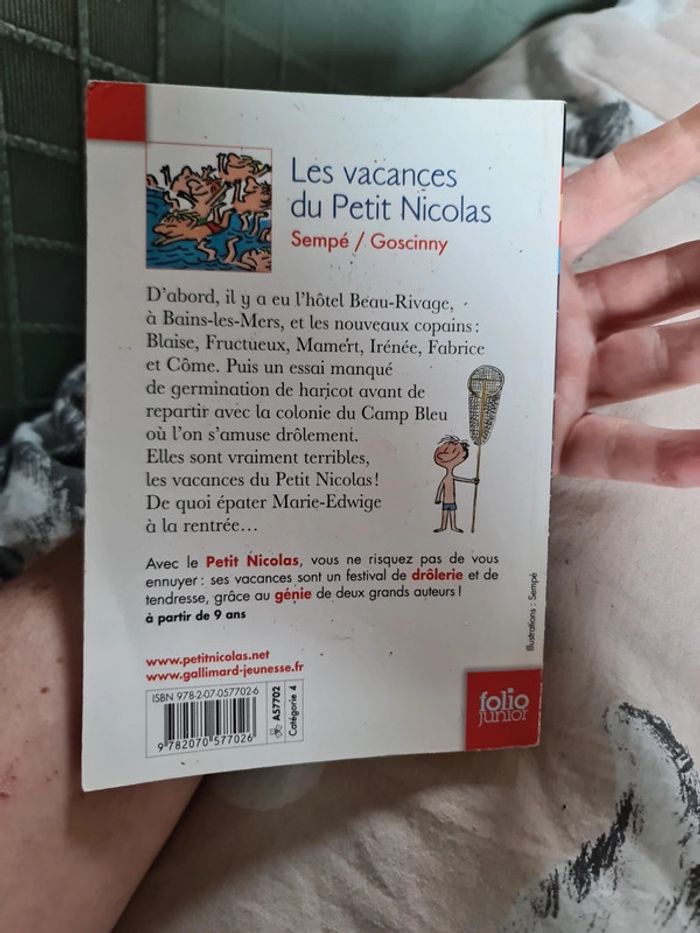 Les vacances
du Petit Nicolas
Sempé / Goscinny
D'abord, il y a eu l'hôtel Beau-Rivage,
à Bains-les-Mers, et les nouveaux copains :
Blaise, Fructueux, Mamert, Irénée, Fabrice
et Côme. Puis un essai manqué
de germination de haricot avant de
repartir avec la colonie du Camp Bleu
où l'on s'amuse drôlement.
Elles sont vraiment terribles,
les vacances du Petit Nicolas !
De quoi épater Marie-Edwige
à la rentrée...
Avec le Petit Nicolas, vous ne risquez pas de vous
ennuyer : ses vacances sont un festival de drôlerie et de
tendresse, grâce au génie de deux grands auteurs !
à partir de 9 ans
Illustrations : Sempé
www.petitnicolas.net
www.gallimard-jeunesse.fr
ISBN 978-2-07-057702-6
9 782070 577026
A57702
Catégorie 4
folio
junior